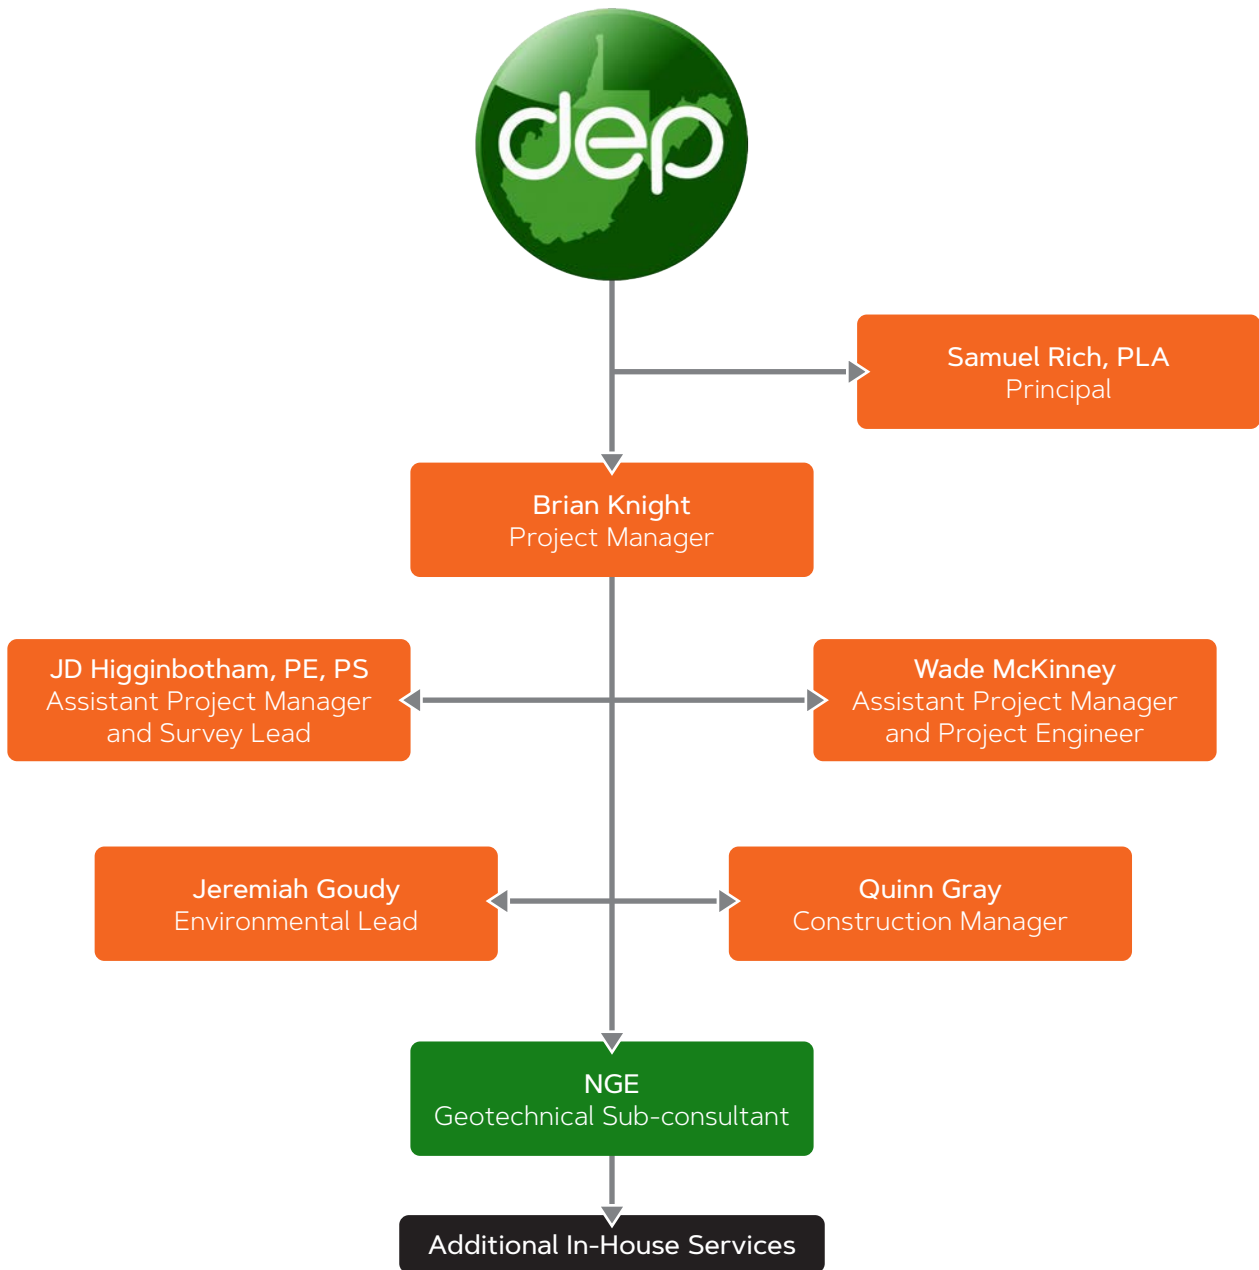 dep
Samuel Rich, PLA
Principal
Brian Knight
Project Manager
JD Higginbotham, PE, PS
Assistant Project Manager
and Survey Lead
Wade McKinney
Assistant Project Manager
and Project Engineer
Jeremiah Goudy
Environmental Lead
Quinn Gray
Construction Manager
NGE
Geotechnical Sub-consultant
Additional In-House Services